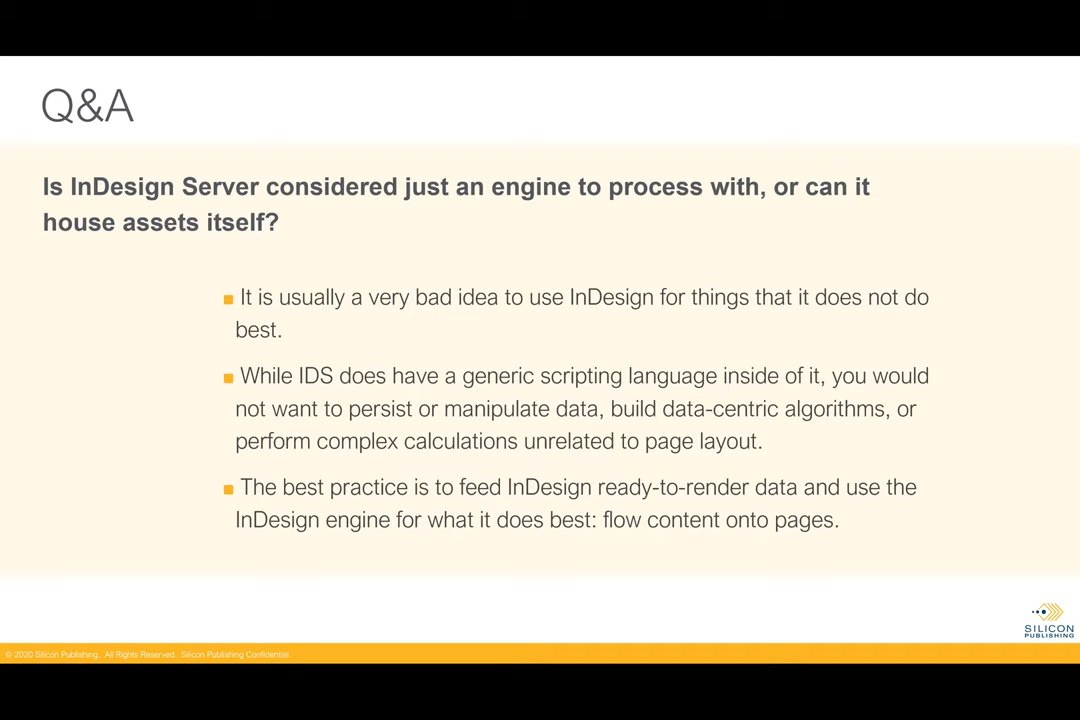 Q&A
Is InDesign Server considered just an engine to process with, or can it
house assets itself?
It is usually a very bad idea to use InDesign for things that it does not do
best.
While IDS does have a generic scripting language inside of it, you would
not want to persist or manipulate data, build data-centric algorithms, or
perform complex calculations unrelated to page layout.
The best practice is to feed InDesign ready-to-render data and use the
InDesign engine for what it does best: flow content onto pages.
SILICON
PUBLISHING
© 2020 Silicon Publishing. All Rights Reserved. Silicon Publishing Confidential.